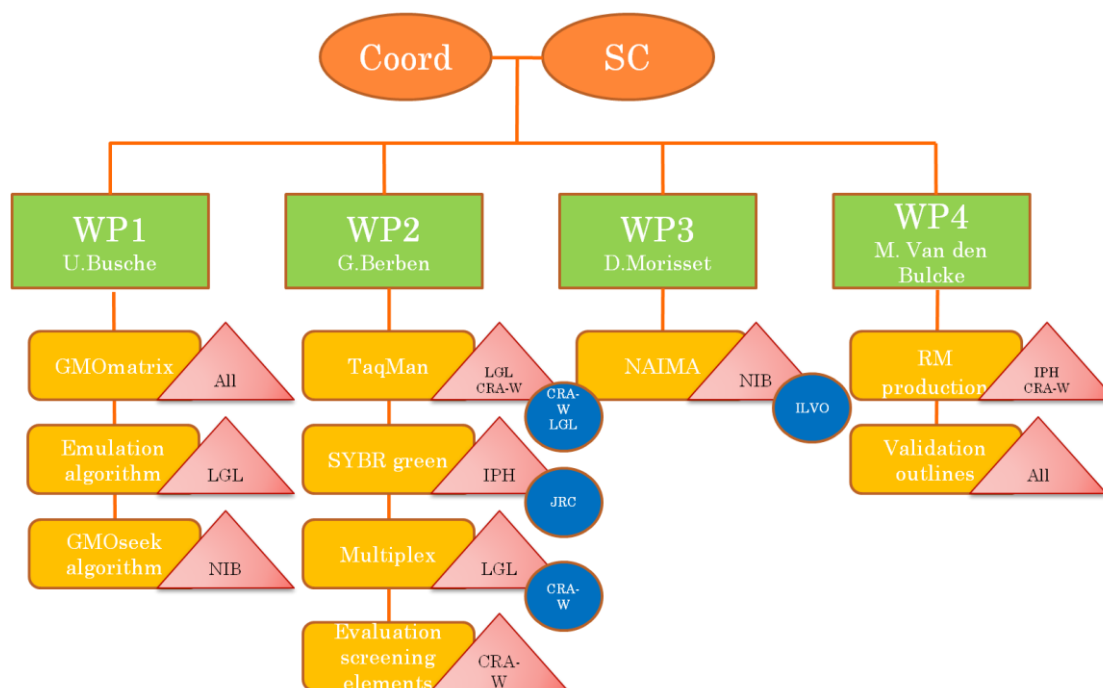 Coord
SC
WP1
U.Busche
WP2
G.Berben
WP3
D.Morisset
WP4
M. Van den
Bulcke
GMOmatrix
All
TaqMan
LGL
CRA-W
CRA-
W
LGL
NAIMA
NIB
ILVO
RM
production
IPH
CRA-W
Emulation
algorithm
LGL
SYBR green
IPH
JRC
Validation
outlines
All
GMOseek
algorithm
NIB
Multiplex
LGL
CRA-
W
Evaluation
screening
elements
CRA-
W